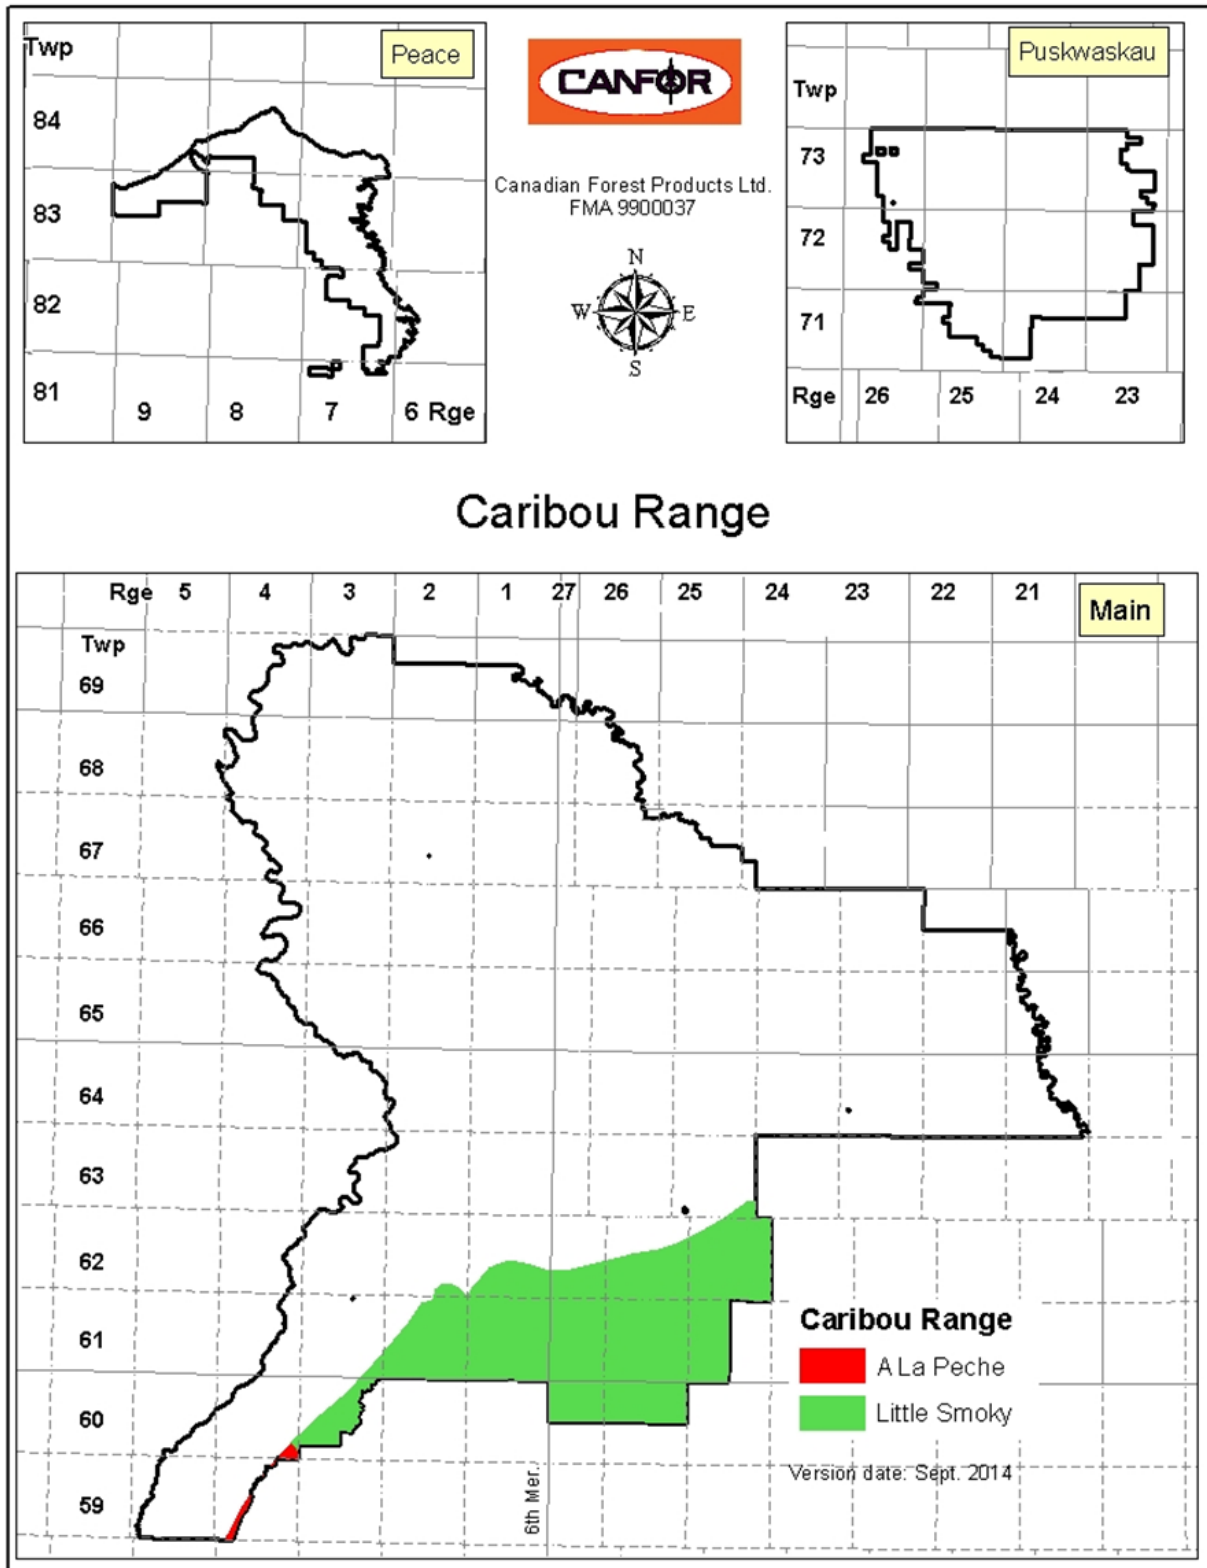 Twp
Peace
84
83
82
81
9 8 7 6 Rge
CANFOR
Canadian Forest Products Ltd.
FMA 9900037
N
W E
S
Puskwaskau
Twp
73
72
71
Rge 26 25 24 23
Caribou Range
Rge 5 4 3 2 1 27 26 25 24 23 22 21
Main
Twp
69
68
67
66
65
64
63
62
61
60
59
6th Mer.
Caribou Range
A La Peche
Little Smoky
Version date: Sept. 2014